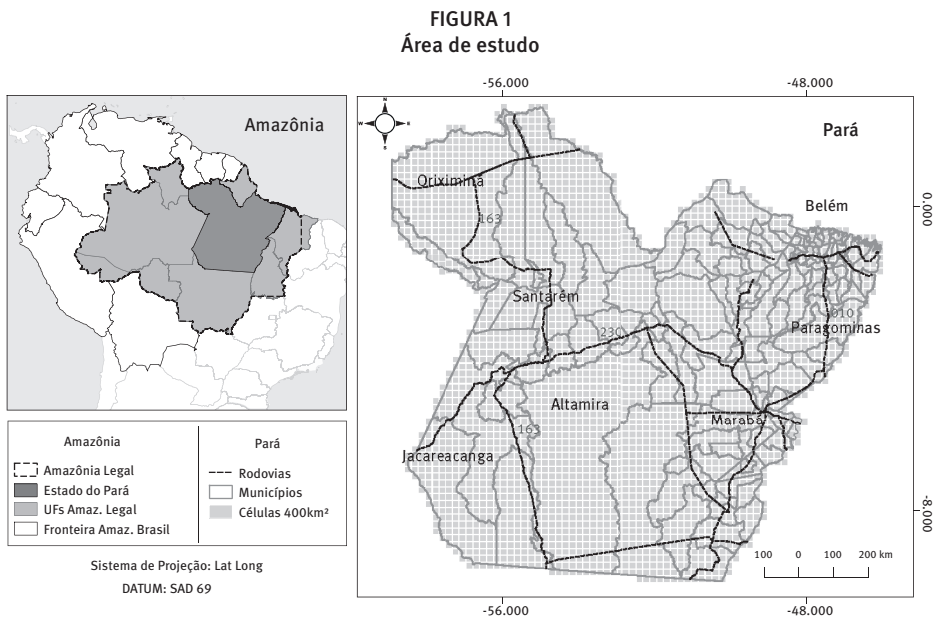 FIGURA 1
Área de estudo
-56.000
-48.000
Amazônia
N
W
E
S
Pará
Oriximiná
Belém
0.000
163
Santarém
010
Paragominas
230
Altamira
Marabá
163
Jacareacanga
-8.000
100 0 100 200 km
-56.000
-48.000
Amazônia
Amazônia Legal
Estado do Pará
UFs Amaz. Legal
Fronteira Amaz. Brasil
Pará
Rodovias
Municípios
Células 400km²
Sistema de Projeção: Lat Long
DATUM: SAD 69